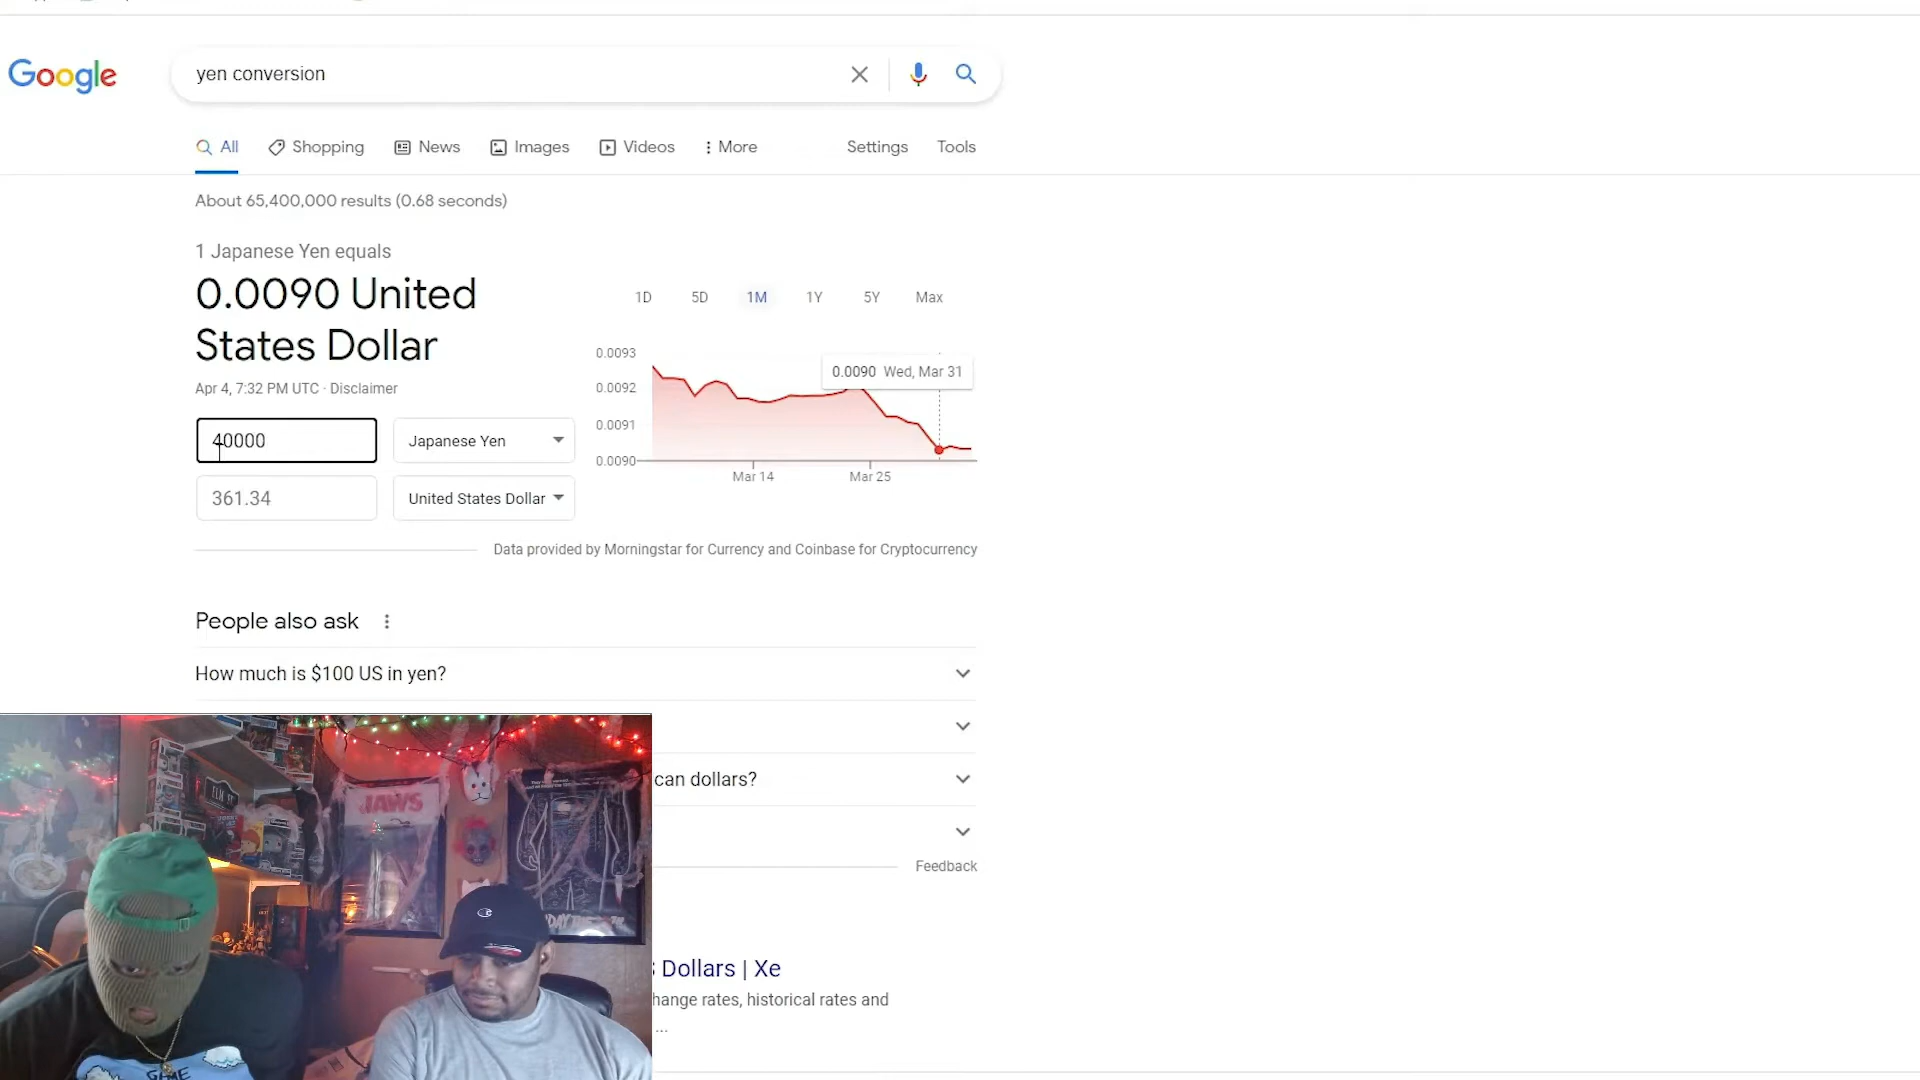 Google
yen conversion
All
Shopping
News
Images
Videos
More
Settings
Tools
About 65,400,000 results (0.68 seconds)
1 Japanese Yen equals
0.0090 United
States Dollar
Apr 4, 7:32 PM UTC · Disclaimer
40000
Japanese Yen
361.34
United States Dollar
1D 5D 1M 1Y 5Y Max
0.0093
0.0092
0.0091
0.0090
0.0090 Wed, Mar 31
Mar 14
Mar 25
Data provided by Morningstar for Currency and Coinbase for Cryptocurrency
People also ask
How much is $100 US in yen?
can dollars?
Feedback
Dollars | Xe
hange rates, historical rates and
...
ELM ST
JAWS
GAME